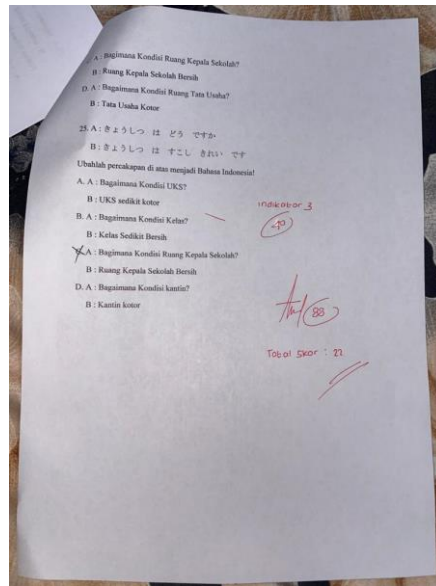 A : Bagimana Kondisi Ruang Kepala Sekolah?
B : Ruang Kepala Sekolah Bersih
D. A : Bagaimana Kondisi Ruang Tata Usaha?
B : Tata Usaha Kotor
25. A : きょうしつ は どう ですか
B : きょうしつ は すこし きれい です
Ubahlah percakapan di atas menjadi Bahasa Indonesia!
A. A : Bagaimana Kondisi UKS?
B : UKS sedikit kotor
B. A : Bagaimana Kondisi Kelas?
B : Kelas Sedikit Bersih
A : Bagimana Kondisi Ruang Kepala Sekolah?
B : Ruang Kepala Sekolah Bersih
D. A : Bagaimana Kondisi kantin?
B : Kantin kotor
Indikator 3
88
Total Skor : 22